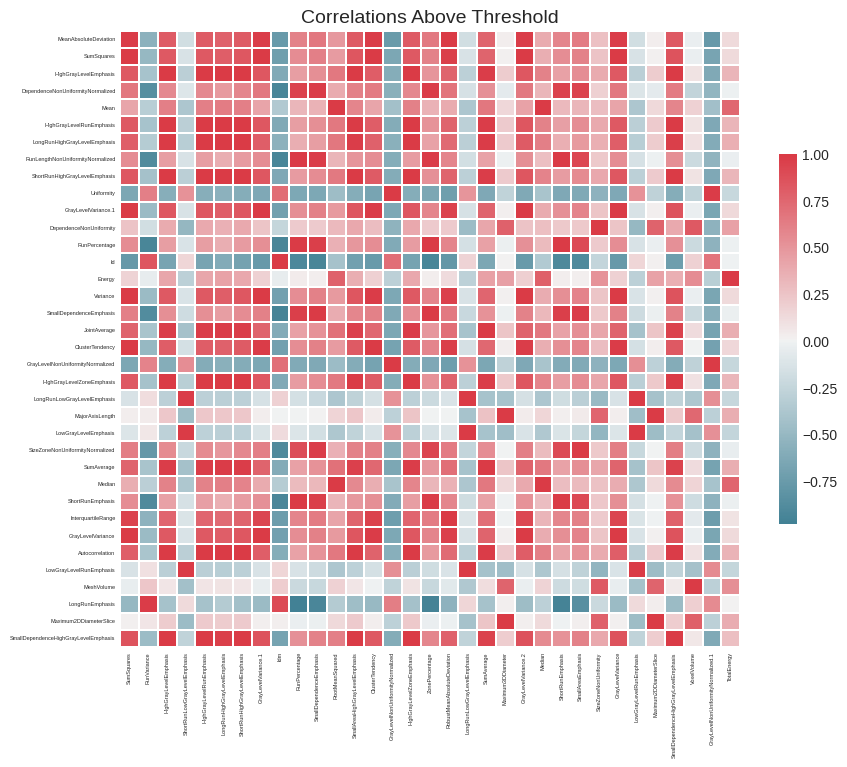 Correlations Above Threshold
MeanAbsoluteDeviation
SumSquares
HighGrayLevelEmphasis
DependenceNonUniformityNormalized
Mean
HighGrayLevelRunEmphasis
LongRunHighGrayLevelEmphasis
RunLengthNonUniformityNormalized
ShortRunHighGrayLevelEmphasis
Uniformity
GrayLevelVariance.1
DependenceNonUniformity
RunPercentage
Id
Energy
Variance
SmallDependenceEmphasis
JointAverage
ClusterTendency
GrayLevelNonUniformityNormalized
HighGrayLevelZoneEmphasis
LongRunLowGrayLevelEmphasis
MajorAxisLength
LowGrayLevelEmphasis
SizeZoneNonUniformityNormalized
SumAverage
Median
ShortRunEmphasis
InterquartileRange
GrayLevelVariance
Autocorrelation
LowGrayLevelRunEmphasis
MeshVolume
LongRunEmphasis
Maximum2DDiameterSlice
SmallDependenceHighGrayLevelEmphasis
SumSquares
RunVariance
HighGrayLevelEmphasis
ShortRunLowGrayLevelEmphasis
HighGrayLevelRunEmphasis
LongRunHighGrayLevelEmphasis
ShortRunHighGrayLevelEmphasis
GrayLevelVariance.1
Idm
RunPercentage
SmallDependenceEmphasis
RootMeanSquared
SmallAreaHighGrayLevelEmphasis
ClusterTendency
GrayLevelNonUniformityNormalized
HighGrayLevelZoneEmphasis
ZonePercentage
RobustMeanAbsoluteDeviation
LongRunLowGrayLevelEmphasis
SumAverage
Maximum3DDiameter
GrayLevelVariance.2
Median
ShortRunEmphasis
SmallAreaEmphasis
SizeZoneNonUniformity
GrayLevelVariance
LowGrayLevelRunEmphasis
Maximum2DDiameterSlice
SmallDependenceHighGrayLevelEmphasis
VoxelVolume
GrayLevelNonUniformityNormalized.1
TotalEnergy
1.00
0.75
0.50
0.25
0.00
−0.25
−0.50
−0.75